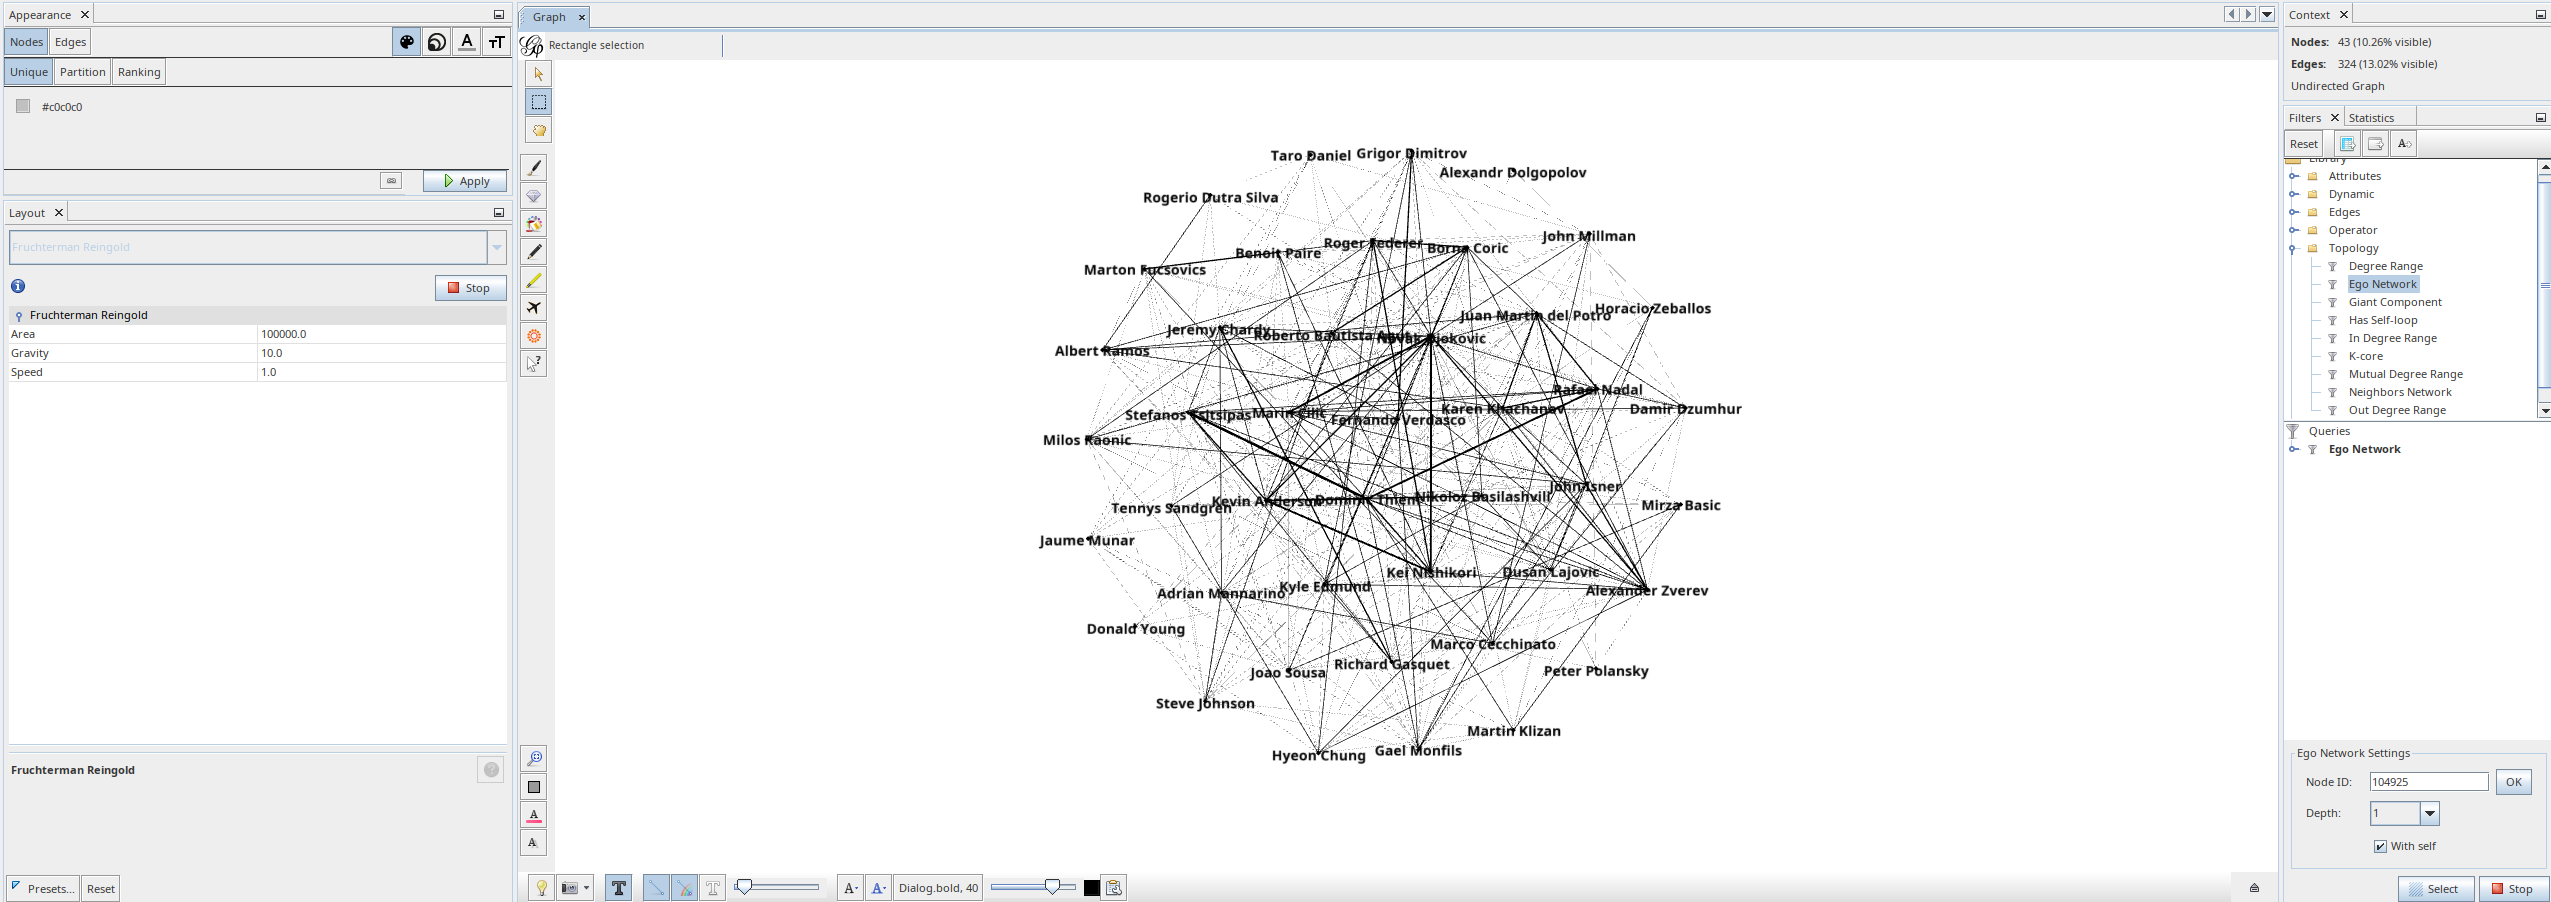 Appearance
Nodes Edges
Unique Partition Ranking
#c0c0c0
Apply
Layout
Fruchterman Reingold
Stop
Fruchterman Reingold
Area 100000.0
Gravity 10.0
Speed 1.0
Fruchterman Reingold
Presets... Reset
Graph
Rectangle selection
Taro Daniel
Grigor Dimitrov
Alexandr Dolgopolov
Rogerio Dutra Silva
John Millman
Roger Federer
Borna Coric
Benoit Paire
Marton Fucsovics
Horacio Zeballos
Juan Martin del Potro
Jeremy Chardy
Roberto Bautista Agut
Novak Djokovic
Albert Ramos
Rafael Nadal
Stefanos Tsitsipas
Marin Cilic
Karen Khachanov
Damir Dzumhur
Fernando Verdasco
Milos Raonic
John Isner
Kevin Anderson
Dominic Thiem
Nikoloz Basilashvili
Tennys Sandgren
Mirza Basic
Jaume Munar
Kei Nishikori
Dusan Lajovic
Kyle Edmund
Adrian Mannarino
Alexander Zverev
Donald Young
Marco Cecchinato
Richard Gasquet
Joao Sousa
Peter Polansky
Steve Johnson
Martin Klizan
Gael Monfils
Hyeon Chung
Dialog.bold, 40
Context
Nodes: 43 (10.26% visible)
Edges: 324 (13.02% visible)
Undirected Graph
Filters Statistics
Reset
Library
Attributes
Dynamic
Edges
Operator
Topology
Degree Range
Ego Network
Giant Component
Has Self-loop
In Degree Range
K-core
Mutual Degree Range
Neighbors Network
Out Degree Range
Queries
Ego Network
Ego Network Settings
Node ID: 104925 OK
Depth: 1
With self
Select Stop